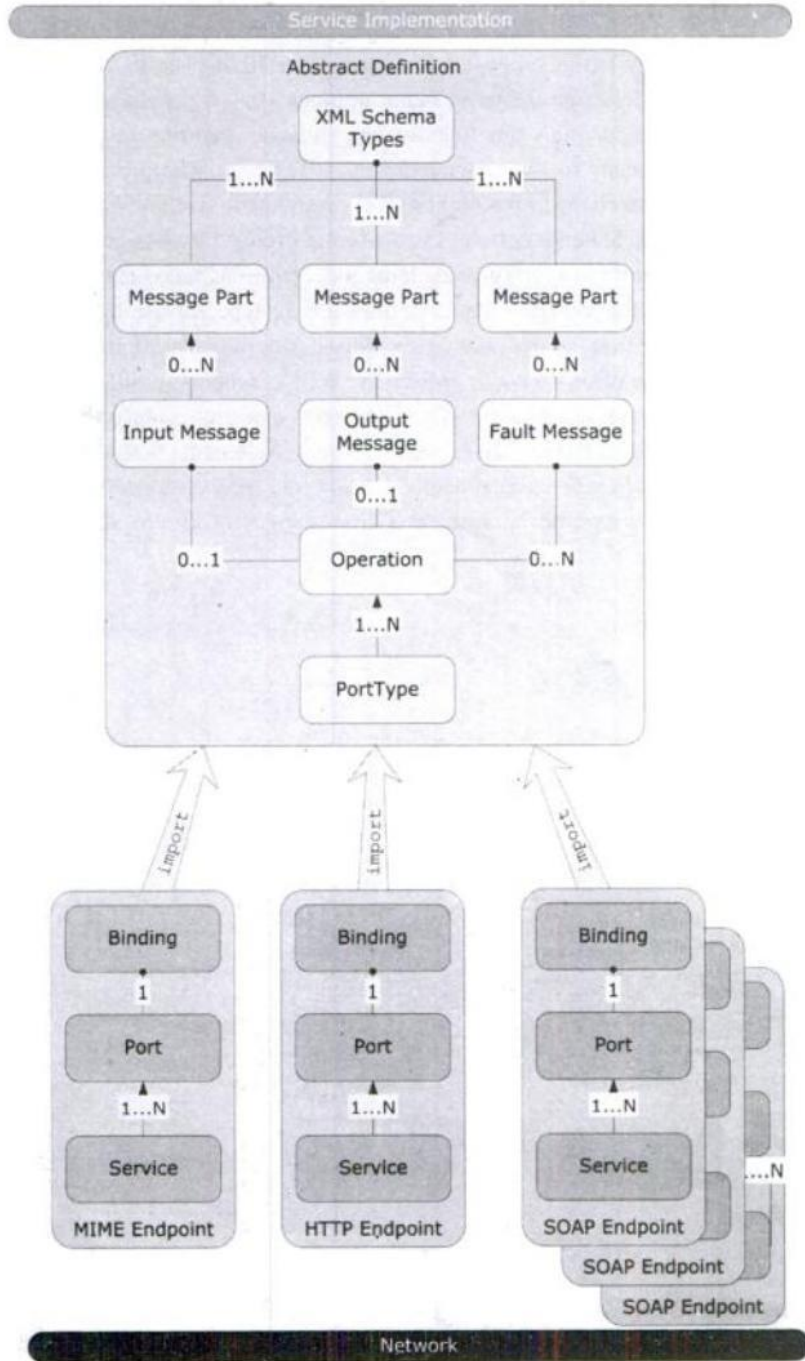 Service Implementation
Abstract Definition
XML Schema
Types
1...N
1...N
1...N
Message Part
Message Part
Message Part
0...N
0...N
0...N
Input Message
Output
Message
Fault Message
0...1
0...1
Operation
0...N
1...N
PortType
import
import
import
Binding
Binding
Binding
1
1
1
Port
Port
Port
1...N
1...N
1...N
Service
Service
Service
....N
MIME Endpoint
HTTP Endpoint
SOAP Endpoint
SOAP Endpoint
SOAP Endpoint
Network